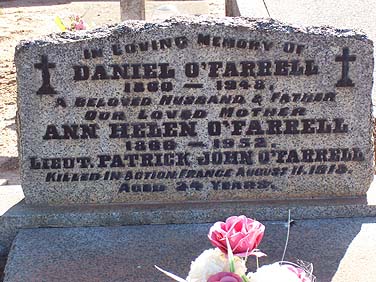 IN LOVING MEMORY OF
DANIEL O'FARRELL
1860 – 1948,
A BELOVED HUSBAND & FATHER
OUR LOVED MOTHER
ANN HELEN O'FARRELL
1866 – 1952.
LIEUT. PATRICK JOHN O'FARRELL
KILLED IN ACTION FRANCE AUGUST 11, 1918.
AGED 24 YEARS.